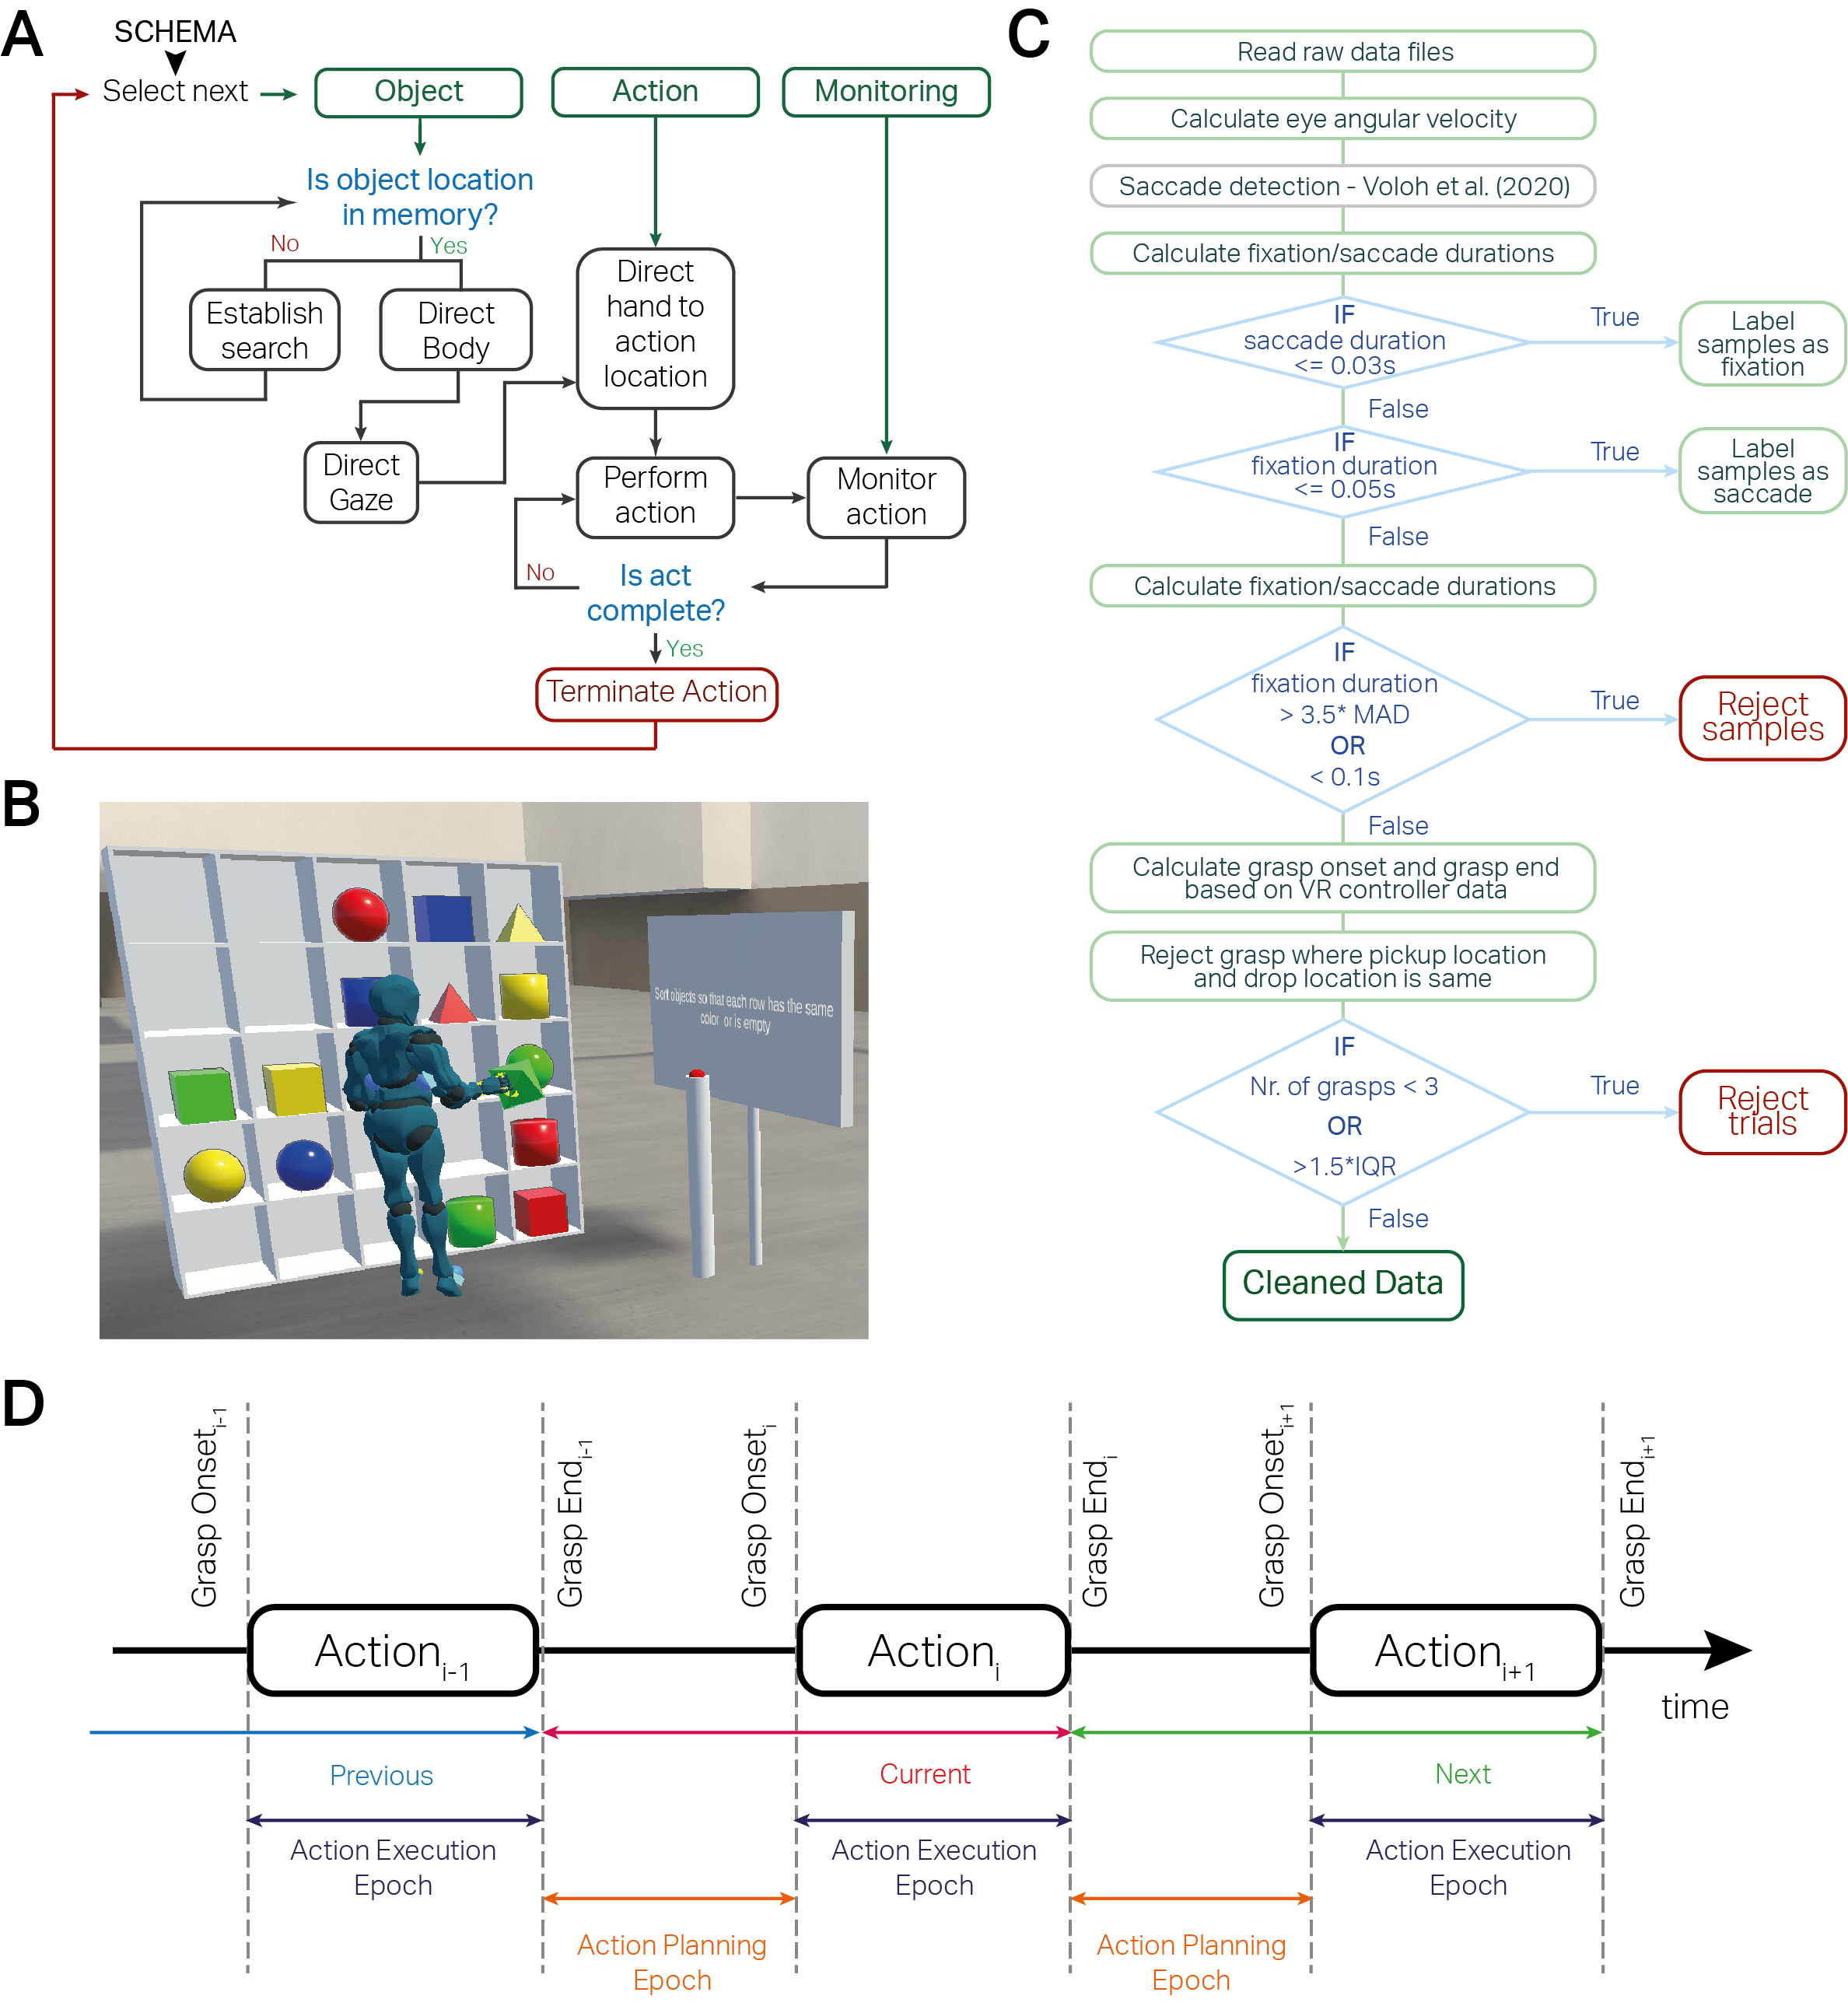 A
SCHEMA
Select next
Object
Action
Monitoring
Is object location
in memory?
No
Yes
Establish
search
Direct
Body
Direct
Gaze
Direct
hand to
action
location
Perform
action
Monitor
action
No
Is act
complete?
Yes
Terminate Action
B
Sort objects so that each row has the same
color or is empty
C
Read raw data files
Calculate eye angular velocity
Saccade detection - Voloh et al. (2020)
Calculate fixation/saccade durations
IF
saccade duration
<= 0.03s
True
Label
samples as
fixation
False
IF
fixation duration
<= 0.05s
True
Label
samples as
saccade
False
Calculate fixation/saccade durations
IF
fixation duration
> 3.5* MAD
OR
< 0.1s
True
Reject
samples
False
Calculate grasp onset and grasp end
based on VR controller data
Reject grasp where pickup location
and drop location is same
IF
Nr. of grasps < 3
OR
>1.5*IQR
True
Reject
trials
False
Cleaned Data
D
Grasp Onset i-1
Grasp End i-1
Grasp Onset i
Grasp End i
Grasp Onset i+1
Grasp End i+1
Action i-1
Action i
Action i+1
time
Previous
Current
Next
Action Execution
Epoch
Action Execution
Epoch
Action Execution
Epoch
Action Planning
Epoch
Action Planning
Epoch